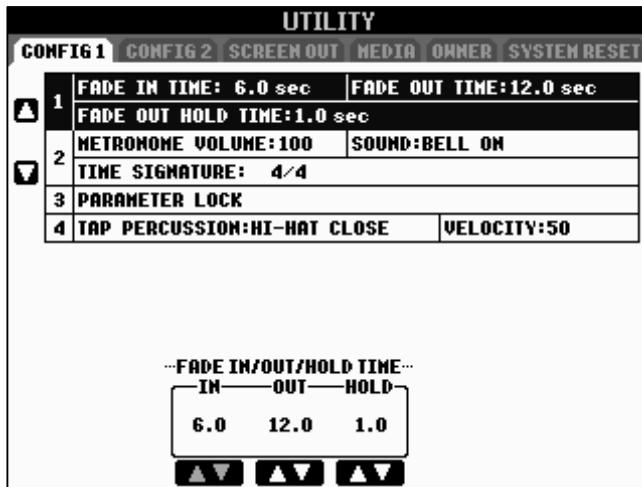 UTILITY
CONFIG 1 CONFIG 2 SCREEN OUT MEDIA OWNER SYSTEM RESET
1 FADE IN TIME: 6.0 sec FADE OUT TIME:12.0 sec
FADE OUT HOLD TIME:1.0 sec
2 METRONOME VOLUME:100 SOUND:BELL ON
TIME SIGNATURE: 4/4
3 PARAMETER LOCK
4 TAP PERCUSSION:HI-HAT CLOSE VELOCITY:50
FADE IN/OUT/HOLD TIME
IN OUT HOLD
6.0 12.0 1.0